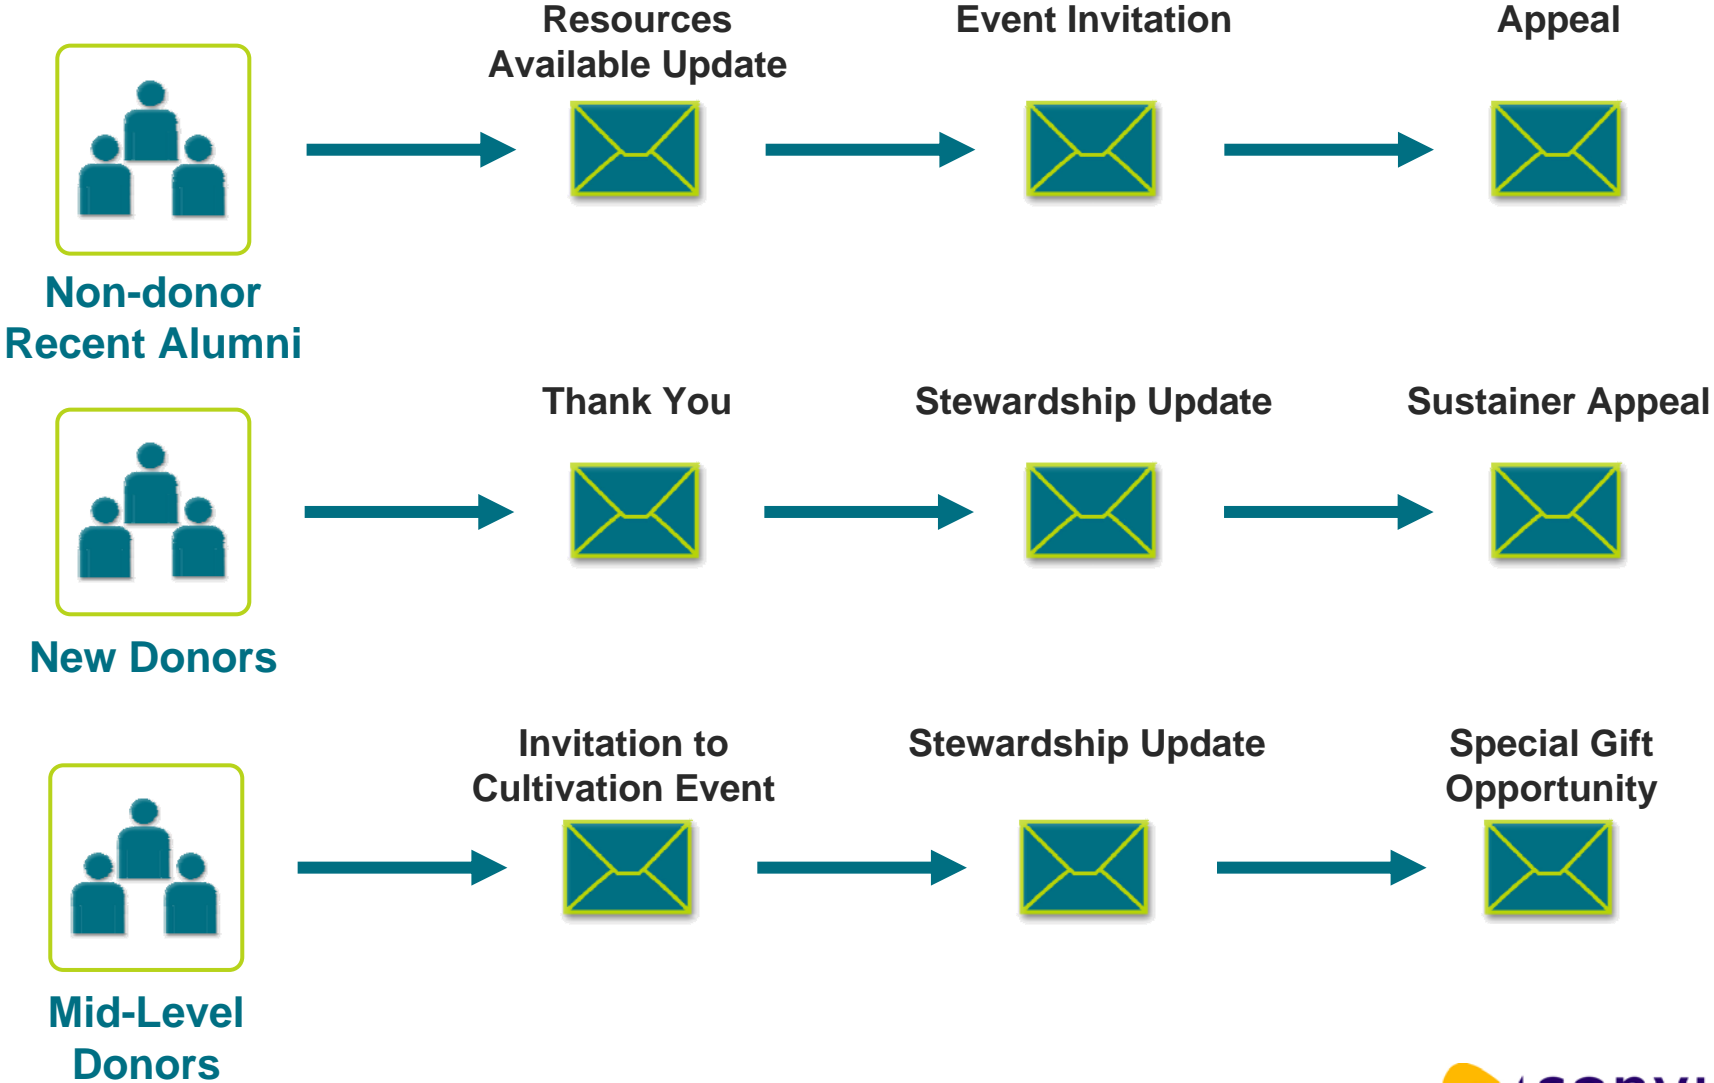 Resources
Available Update
Event Invitation
Appeal
Non-donor
Recent Alumni
Thank You
Stewardship Update
Sustainer Appeal
New Donors
Invitation to
Cultivation Event
Stewardship Update
Special Gift
Opportunity
Mid-Level
Donors